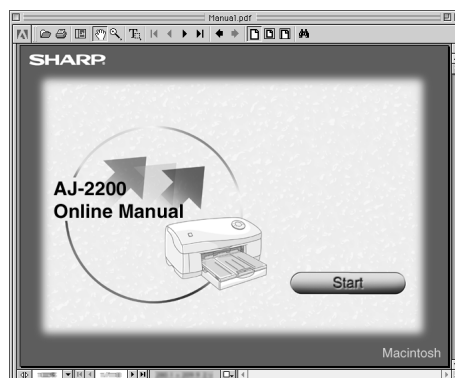 Manual.pdf
SHARP
AJ-2200
Online Manual
Start
Macintosh